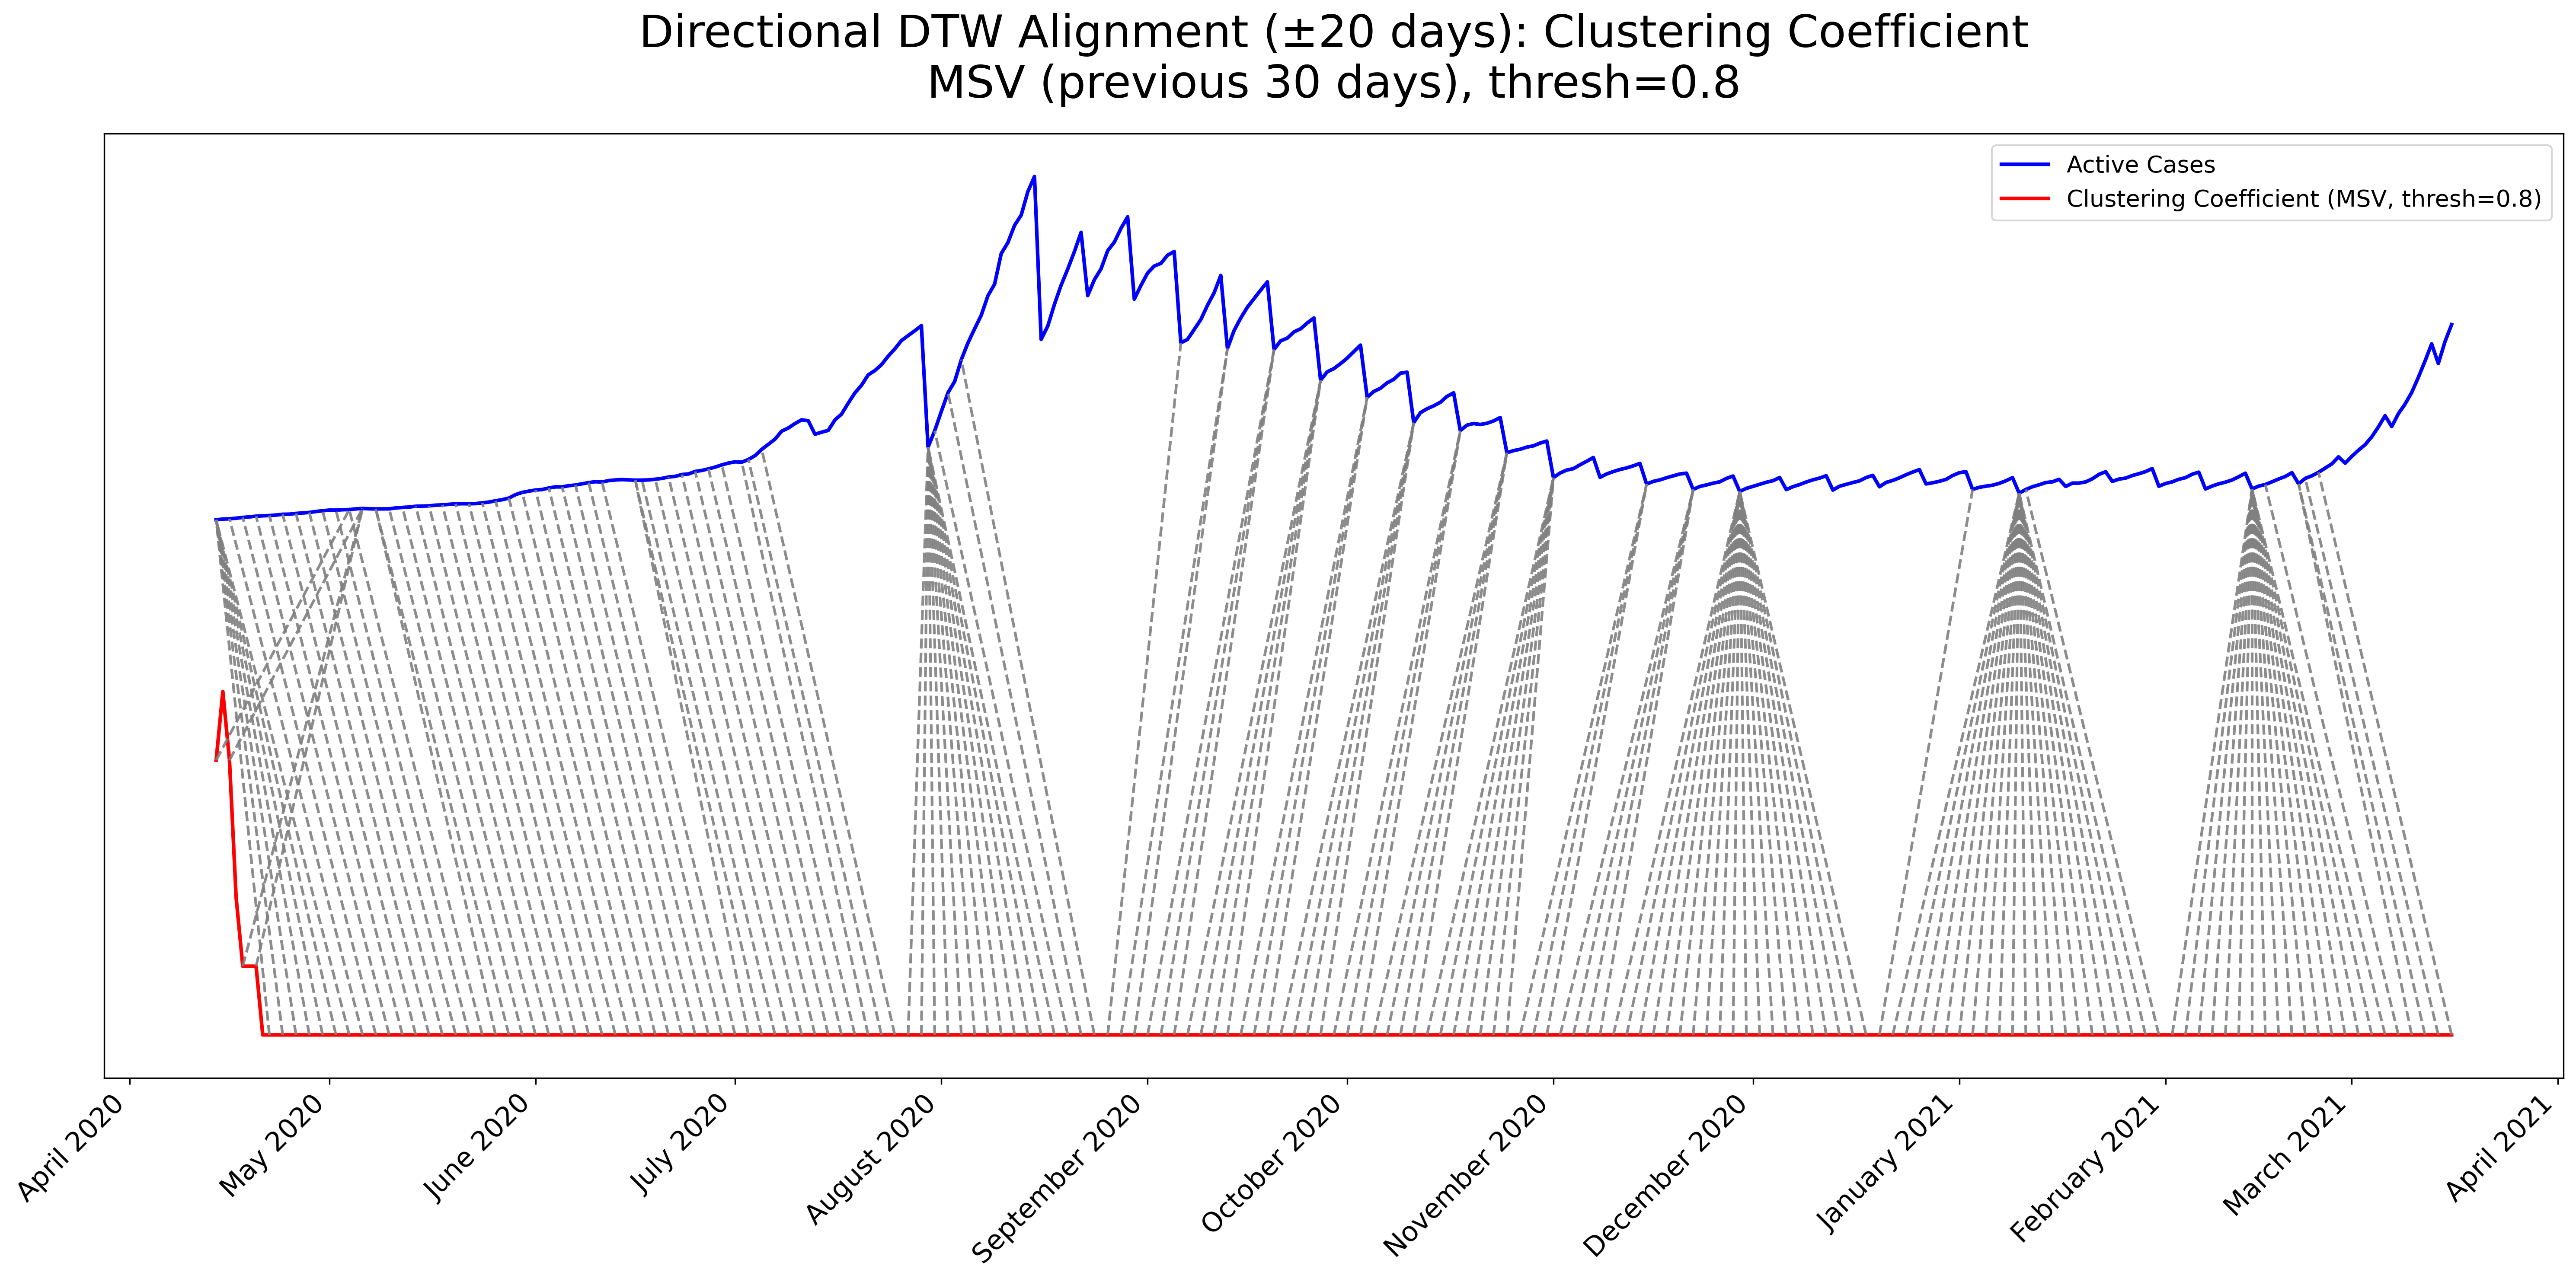 Directional DTW Alignment (±20 days): Clustering Coefficient
MSV (previous 30 days), thresh=0.8
Active Cases
Clustering Coefficient (MSV, thresh=0.8)
April 2020
May 2020
June 2020
July 2020
August 2020
September 2020
October 2020
November 2020
December 2020
January 2021
February 2021
March 2021
April 2021